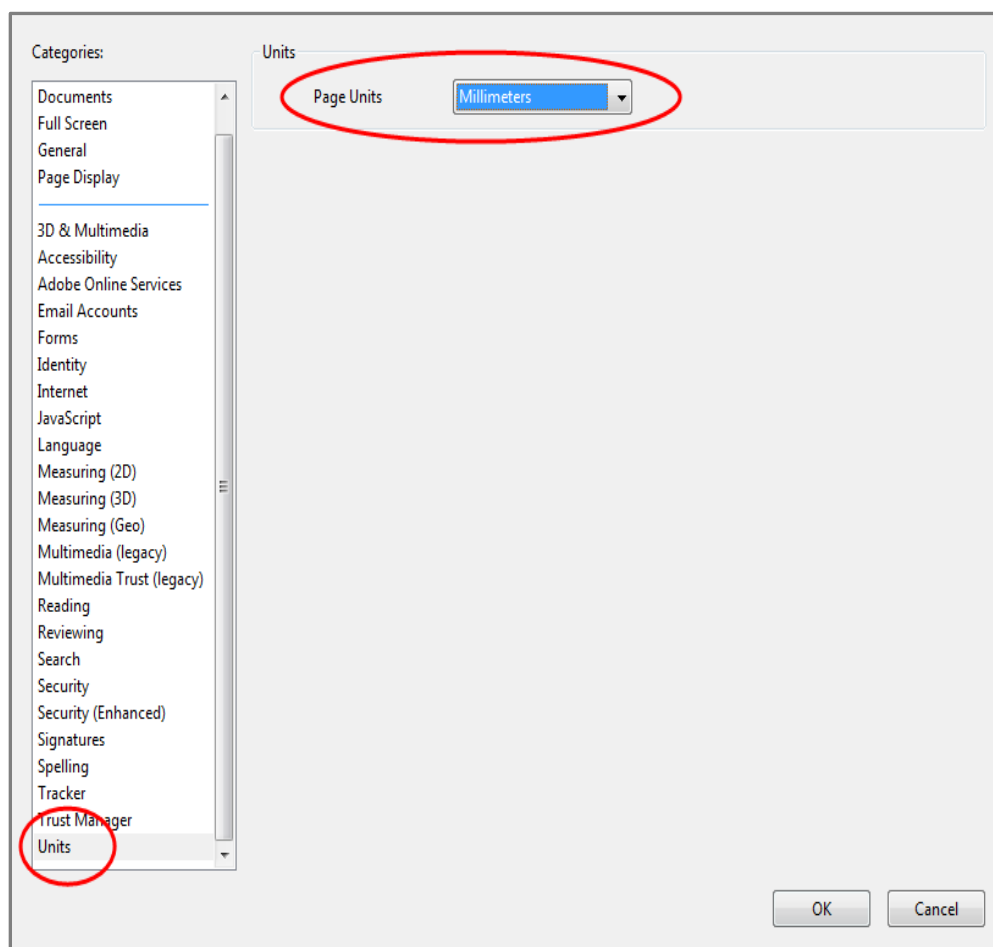 Categories:
Documents
Full Screen
General
Page Display
3D & Multimedia
Accessibility
Adobe Online Services
Email Accounts
Forms
Identity
Internet
JavaScript
Language
Measuring (2D)
Measuring (3D)
Measuring (Geo)
Multimedia (legacy)
Multimedia Trust (legacy)
Reading
Reviewing
Search
Security
Security (Enhanced)
Signatures
Spelling
Tracker
Trust Manager
Units
Units
Page Units Millimeters
OK Cancel